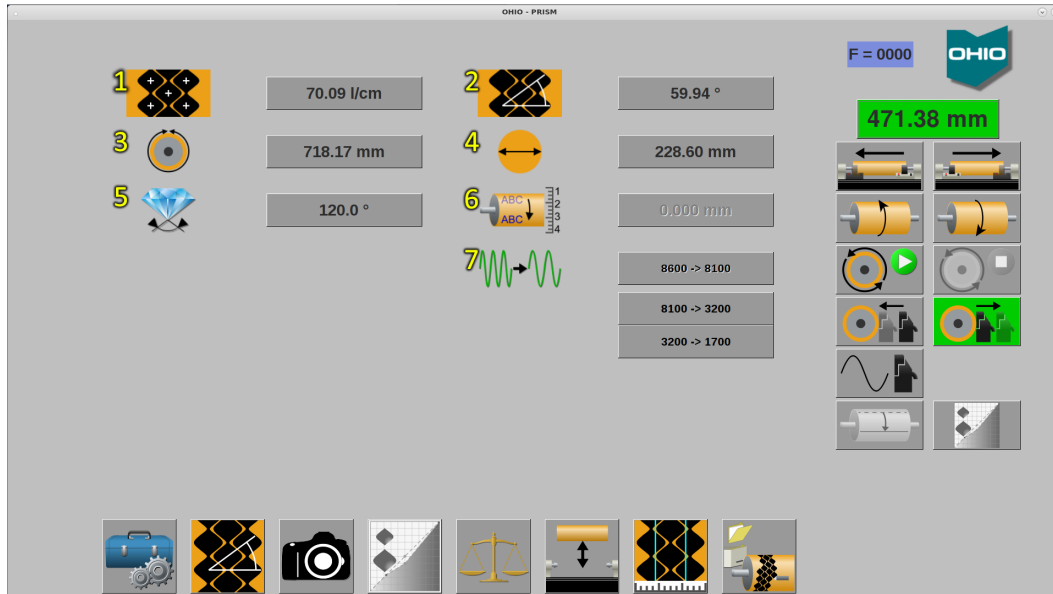 OHIO - PRISM
F = 0000
OHIO
471.38 mm
1
70.09 l/cm
2
59.94 °
3
718.17 mm
4
228.60 mm
5
120.0 °
6
ABC
ABC
1
2
3
4
0.000 mm
7
8600 -> 8100
8100 -> 3200
3200 -> 1700